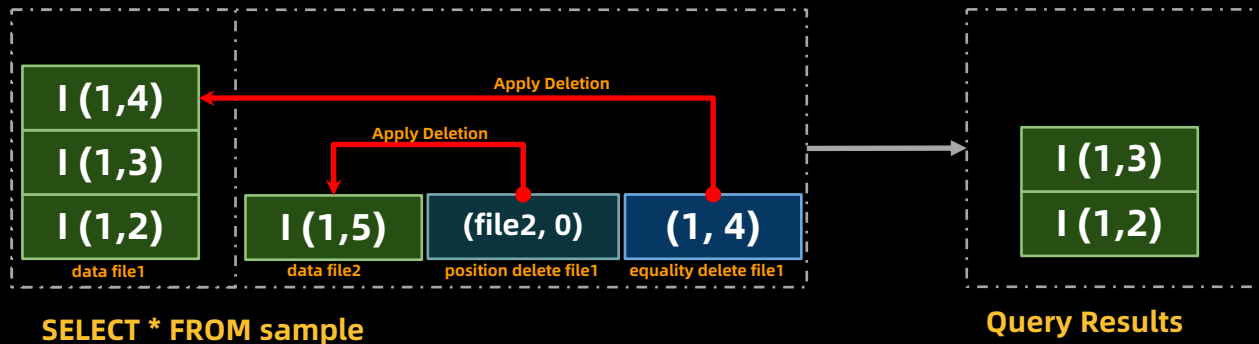 Apply Deletion
I (1,4)
Apply Deletion
I (1,3)
I (1,3)
I (1,2)
I (1,5)
(file2, 0)
(1, 4)
I (1,2)
data file1
data file2
position delete file1
equality delete file1
SELECT * FROM sample
Query Results